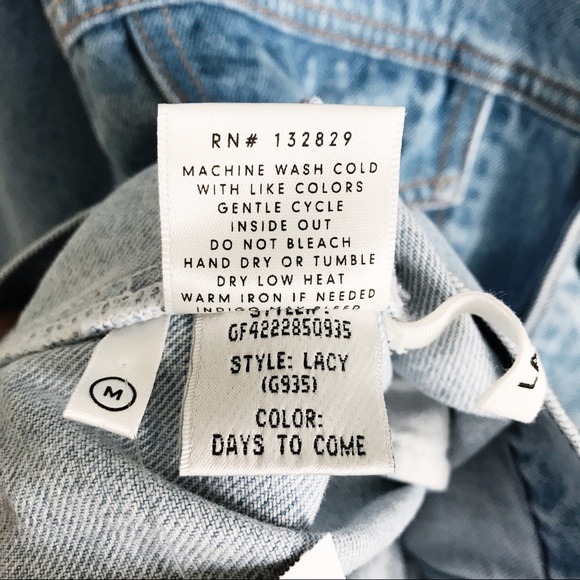 RN# 132829
MACHINE WASH COLD
WITH LIKE COLORS
GENTLE CYCLE
INSIDE OUT
DO NOT BLEACH
HAND DRY OR TUMBLE
DRY LOW HEAT
WARM IRON IF NEEDED
GF4222850935
STYLE: LACY
(G935)
COLOR:
DAYS TO COME
M